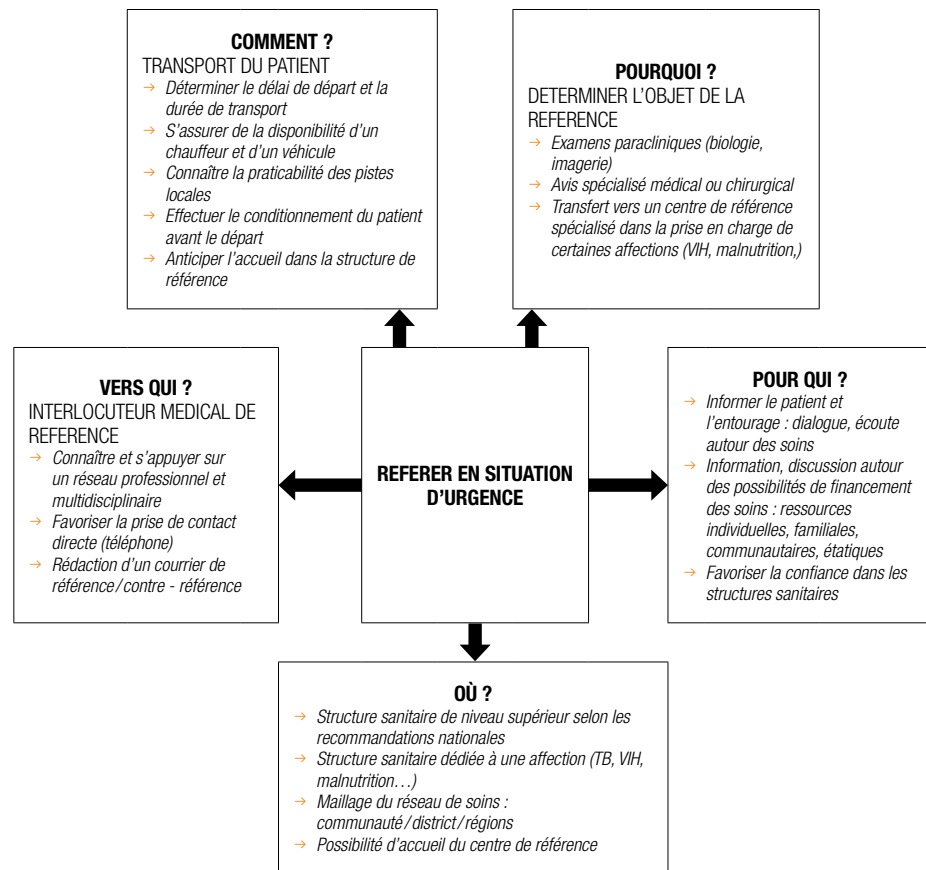 COMMENT ?
TRANSPORT DU PATIENT
→ Déterminer le délai de départ et la
durée de transport
→ S'assurer de la disponibilité d'un
chauffeur et d'un véhicule
→ Connaître la praticabilité des pistes
locales
→ Effectuer le conditionnement du patient
avant le départ
→ Anticiper l'accueil dans la structure de
référence
POURQUOI ?
DETERMINER L'OBJET DE LA
REFERENCE
→ Examens paracliniques (biologie,
imagerie)
→ Avis spécialisé médical ou chirurgical
→ Transfert vers un centre de référence
spécialisé dans la prise en charge de
certaines affections (VIH, malnutrition,)
VERS QUI ?
INTERLOCUTEUR MEDICAL DE
REFERENCE
→ Connaître et s'appuyer sur
un réseau professionnel et
multidisciplinaire
→ Favoriser la prise de contact
directe (téléphone)
→ Rédaction d'un courrier de
référence/contre - référence
REFERER EN SITUATION
D'URGENCE
POUR QUI ?
→ Informer le patient et
l'entourage : dialogue, écoute
autour des soins
→ Information, discussion autour
des possibilités de financement
des soins : ressources
individuelles, familiales,
communautaires, étatiques
→ Favoriser la confiance dans les
structures sanitaires
OÙ ?
→ Structure sanitaire de niveau supérieur selon les
recommandations nationales
→ Structure sanitaire dédiée à une affection (TB, VIH,
malnutrition…)
→ Maillage du réseau de soins :
communauté/district/régions
→ Possibilité d'accueil du centre de référence